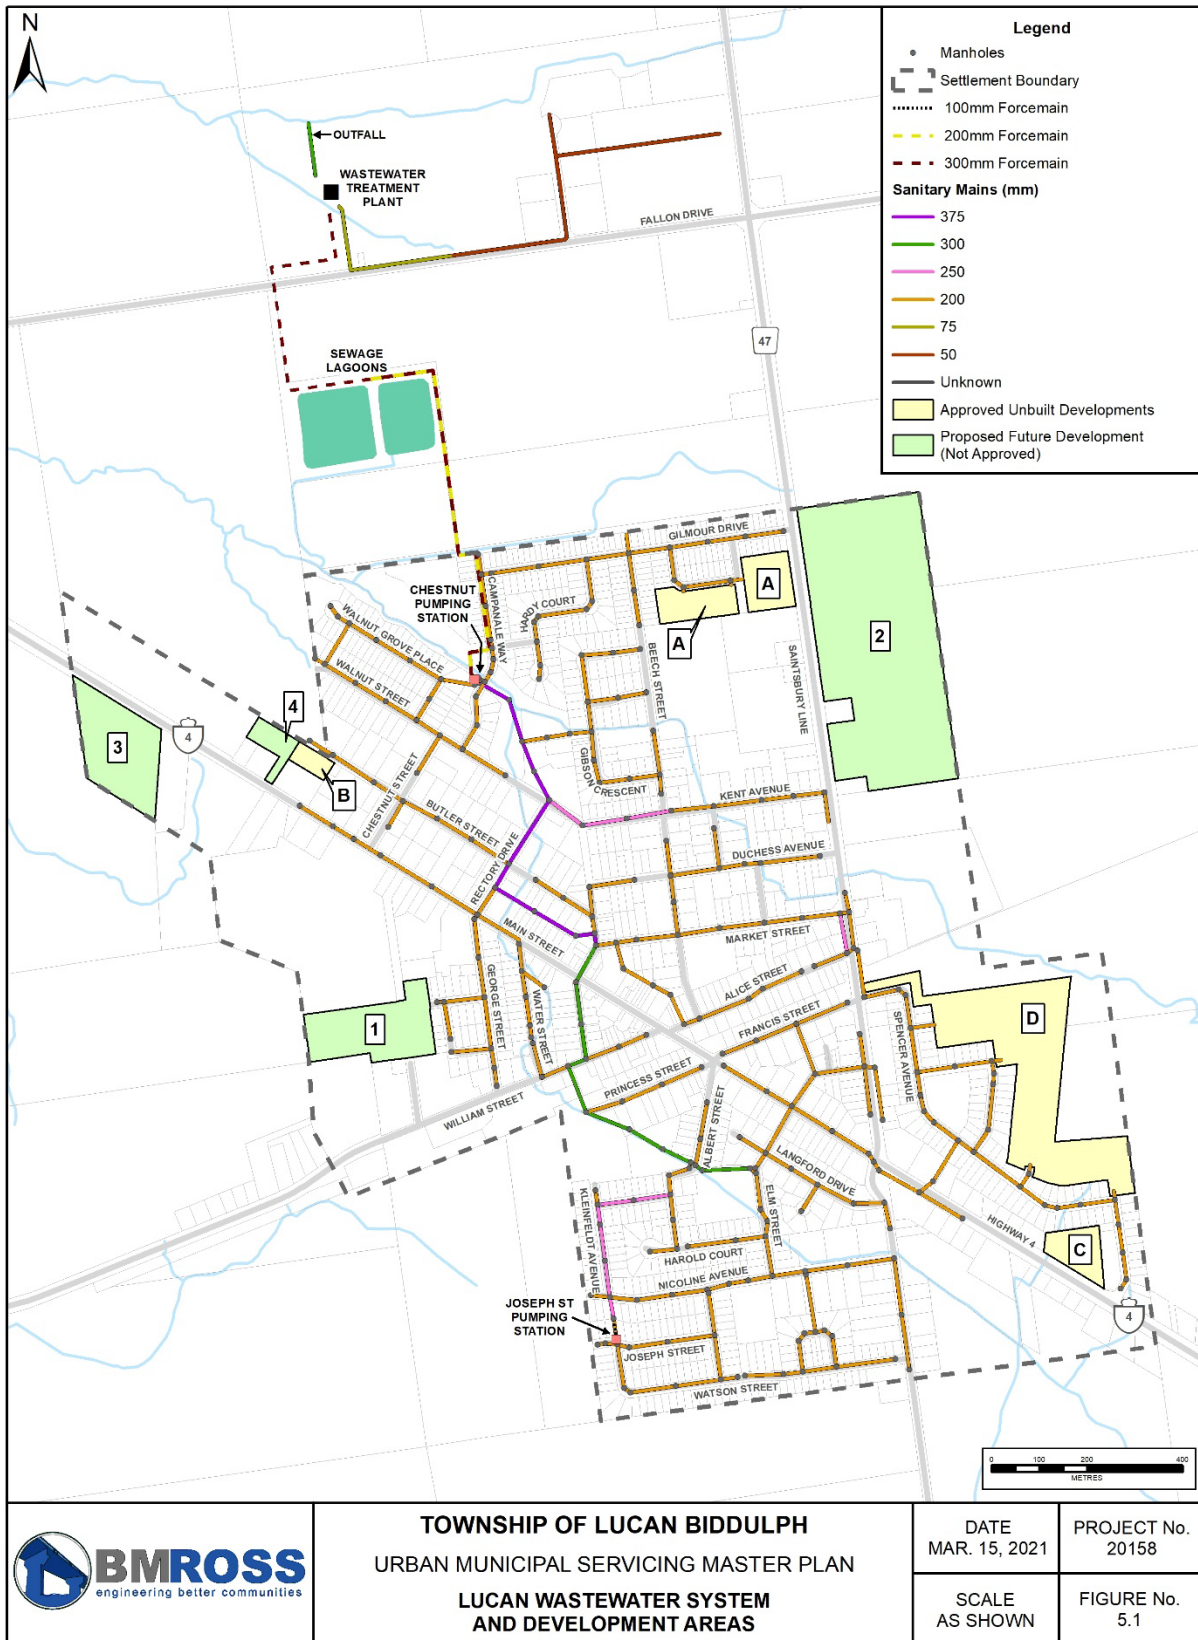 N
Legend
Manholes
Settlement Boundary
100mm Forcemain
200mm Forcemain
300mm Forcemain
Sanitary Mains (mm)
375
300
250
200
75
50
Unknown
Approved Unbuilt Developments
Proposed Future Development
(Not Approved)
OUTFALL
WASTEWATER
TREATMENT
PLANT
FALLON DRIVE
47
SEWAGE
LAGOONS
GILMOUR DRIVE
CHESTNUT
PUMPING
STATION
CAMPANALE WAY
HARDY COURT
A
A
2
WALNUT GROVE PLACE
WALNUT STREET
BEECH STREET
SAINTSBURY LINE
3
4
4
B
CHESTNUT STREET
GIBSON CRESCENT
KENT AVENUE
BUTLER STREET
DUCHESS AVENUE
RECTORY DRIVE
MAIN STREET
MARKET STREET
GEORGE STREET
WATER STREET
ALICE STREET
FRANCIS STREET
1
D
SPENCER AVENUE
PRINCESS STREET
WILLIAM STREET
ALBERT STREET
LANGFORD DRIVE
KLEINFELDT AVENUE
ELM STREET
HIGHWAY 4
C
HAROLD COURT
NICOLINE AVENUE
4
JOSEPH ST
PUMPING
STATION
JOSEPH STREET
WATSON STREET
0 100 200 400
METRES
BMROSS
engineering better communities
TOWNSHIP OF LUCAN BIDDULPH
URBAN MUNICIPAL SERVICING MASTER PLAN
LUCAN WASTEWATER SYSTEM
AND DEVELOPMENT AREAS
DATE
MAR. 15, 2021
PROJECT No.
20158
SCALE
AS SHOWN
FIGURE No.
5.1